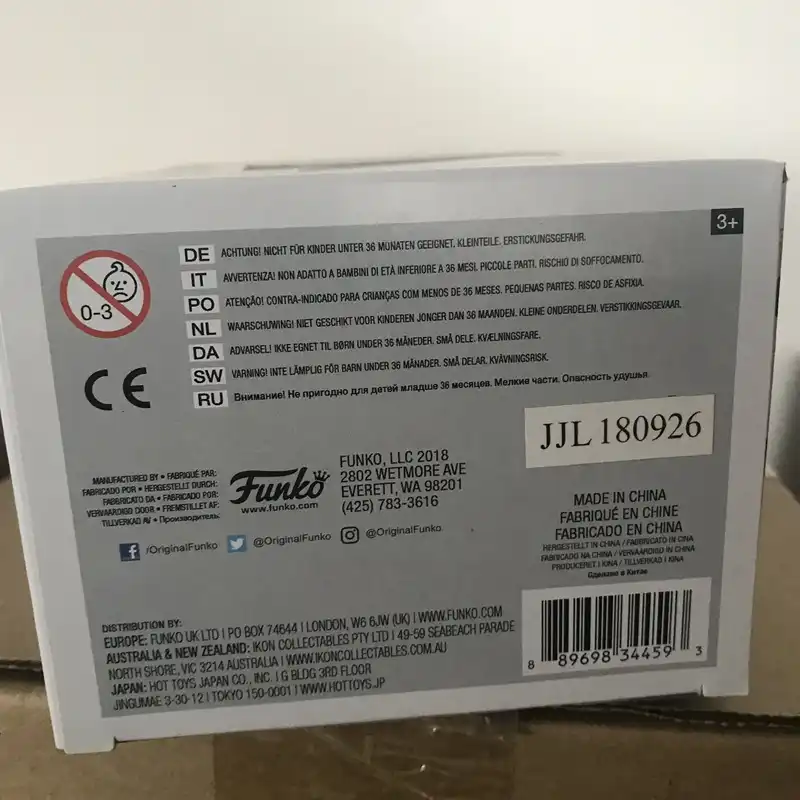 3+
0-3
DE ACHTUNG! NICHT FÜR KINDER UNTER 36 MONATEN GEEIGNET. KLEINTEILE. ERSTICKUNGSGEFAHR.
IT AVVERTENZA! NON ADATTO A BAMBINI DI ETÀ INFERIORE A 36 MESI. PICCOLE PARTI. RISCHIO DI SOFFOCAMENTO.
PO ATENÇÃO! CONTRA-INDICADO PARA CRIANÇAS COM MENOS DE 36 MESES. PEQUENAS PARTES. RISCO DE ASFIXIA.
NL WAARSCHUWING! NIET GESCHIKT VOOR KINDEREN JONGER DAN 36 MAANDEN. KLEINE ONDERDELEN. VERSTIKKINGSGEVAAR.
DA ADVARSEL! IKKE EGNET TIL BØRN UNDER 36 MÅNEDER. SMÅ DELE. KVÆLNINGSFARE.
SW VARNING! INTE LÄMPLIG FÖR BARN UNDER 36 MÅNADER. SMÅ DELAR. KVÄVNINGSRISK.
RU Внимание! Не пригодно для детей младше 36 месяцев. Мелкие части. Опасность удушья.
CE
JJL 180926
MANUFACTURED BY • FABRIQUÉ PAR:
FABRICADO POR • HERGESTELLT DURCH:
FABBRICATO DA • FABRICADO POR:
VERVAARDIGD DOOR • FREMSTILLET AF:
TILLVERKAD AV • Производитель:
Funko
www.funko.com
FUNKO, LLC 2018
2802 WETMORE AVE
EVERETT, WA 98201
(425) 783-3616
/OriginalFunko @OriginalFunko @OriginalFunko
MADE IN CHINA
FABRIQUÉ EN CHINE
FABRICADO EN CHINA
HERGESTELLT IN CHINA / FABBRICATO IN CINA
FABRICADO NA CHINA / VERVAARDIGD IN CHINA
PRODUCERET I KINA / TILLVERKAD I KINA
Сделано в Китае
DISTRIBUTION BY:
EUROPE: FUNKO UK LTD | PO BOX 74644 | LONDON, W6 6JW (UK) | WWW.FUNKO.COM
AUSTRALIA & NEW ZEALAND: IKON COLLECTABLES PTY LTD | 49-59 SEABEACH PARADE
NORTH SHORE, VIC 3214 AUSTRALIA | WWW.IKONCOLLECTABLES.COM.AU
JAPAN: HOT TOYS JAPAN CO., INC. | G BLDG 3RD FLOOR
JINGUMAE 3-30-12 | TOKYO 150-0001 | WWW.HOTTOYS.JP
8 89698 34459 3